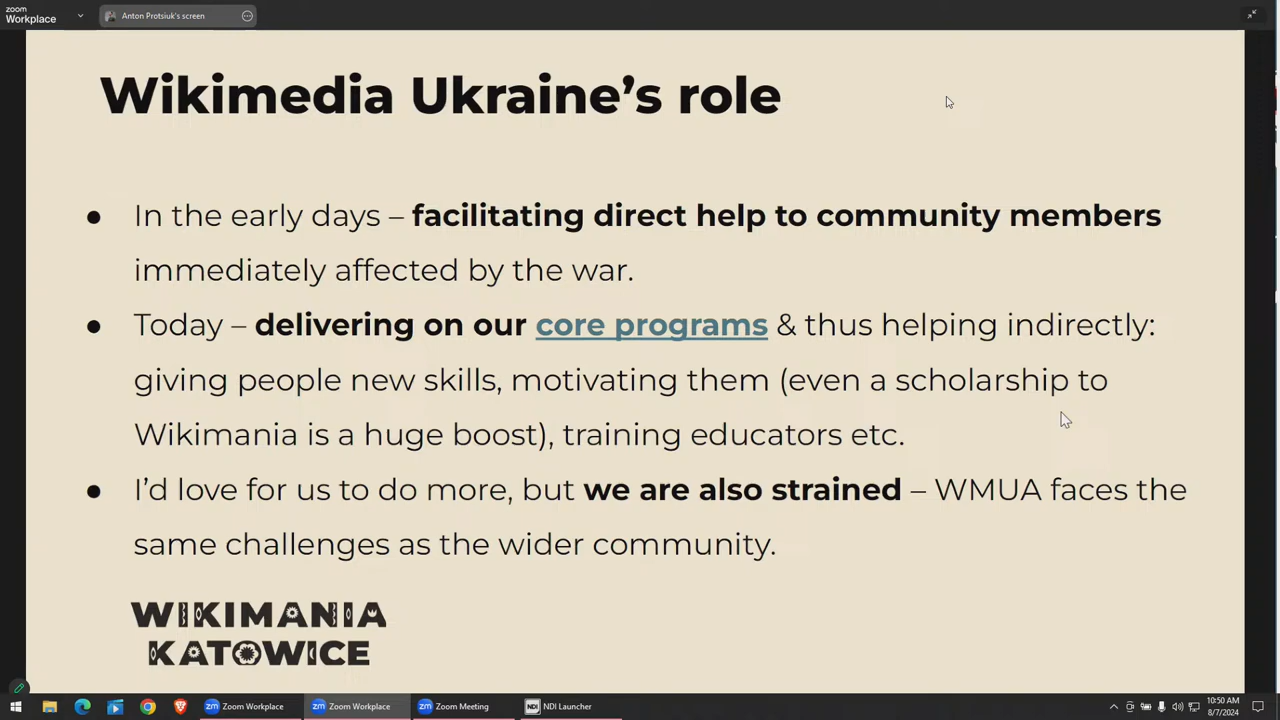 zoom
Workplace
Anton Protsiuk's screen
Wikimedia Ukraine’s role
● In the early days – facilitating direct help to community members
immediately affected by the war.
● Today – delivering on our core programs & thus helping indirectly:
giving people new skills, motivating them (even a scholarship to
Wikimania is a huge boost), training educators etc.
● I’d love for us to do more, but we are also strained – WMUA faces the
same challenges as the wider community.
WIKIMANIA
KATOWICE
zm Zoom Workplace
zm Zoom Workplace
zm Zoom Meeting
NDI NDI Launcher
10:50 AM
8/7/2024